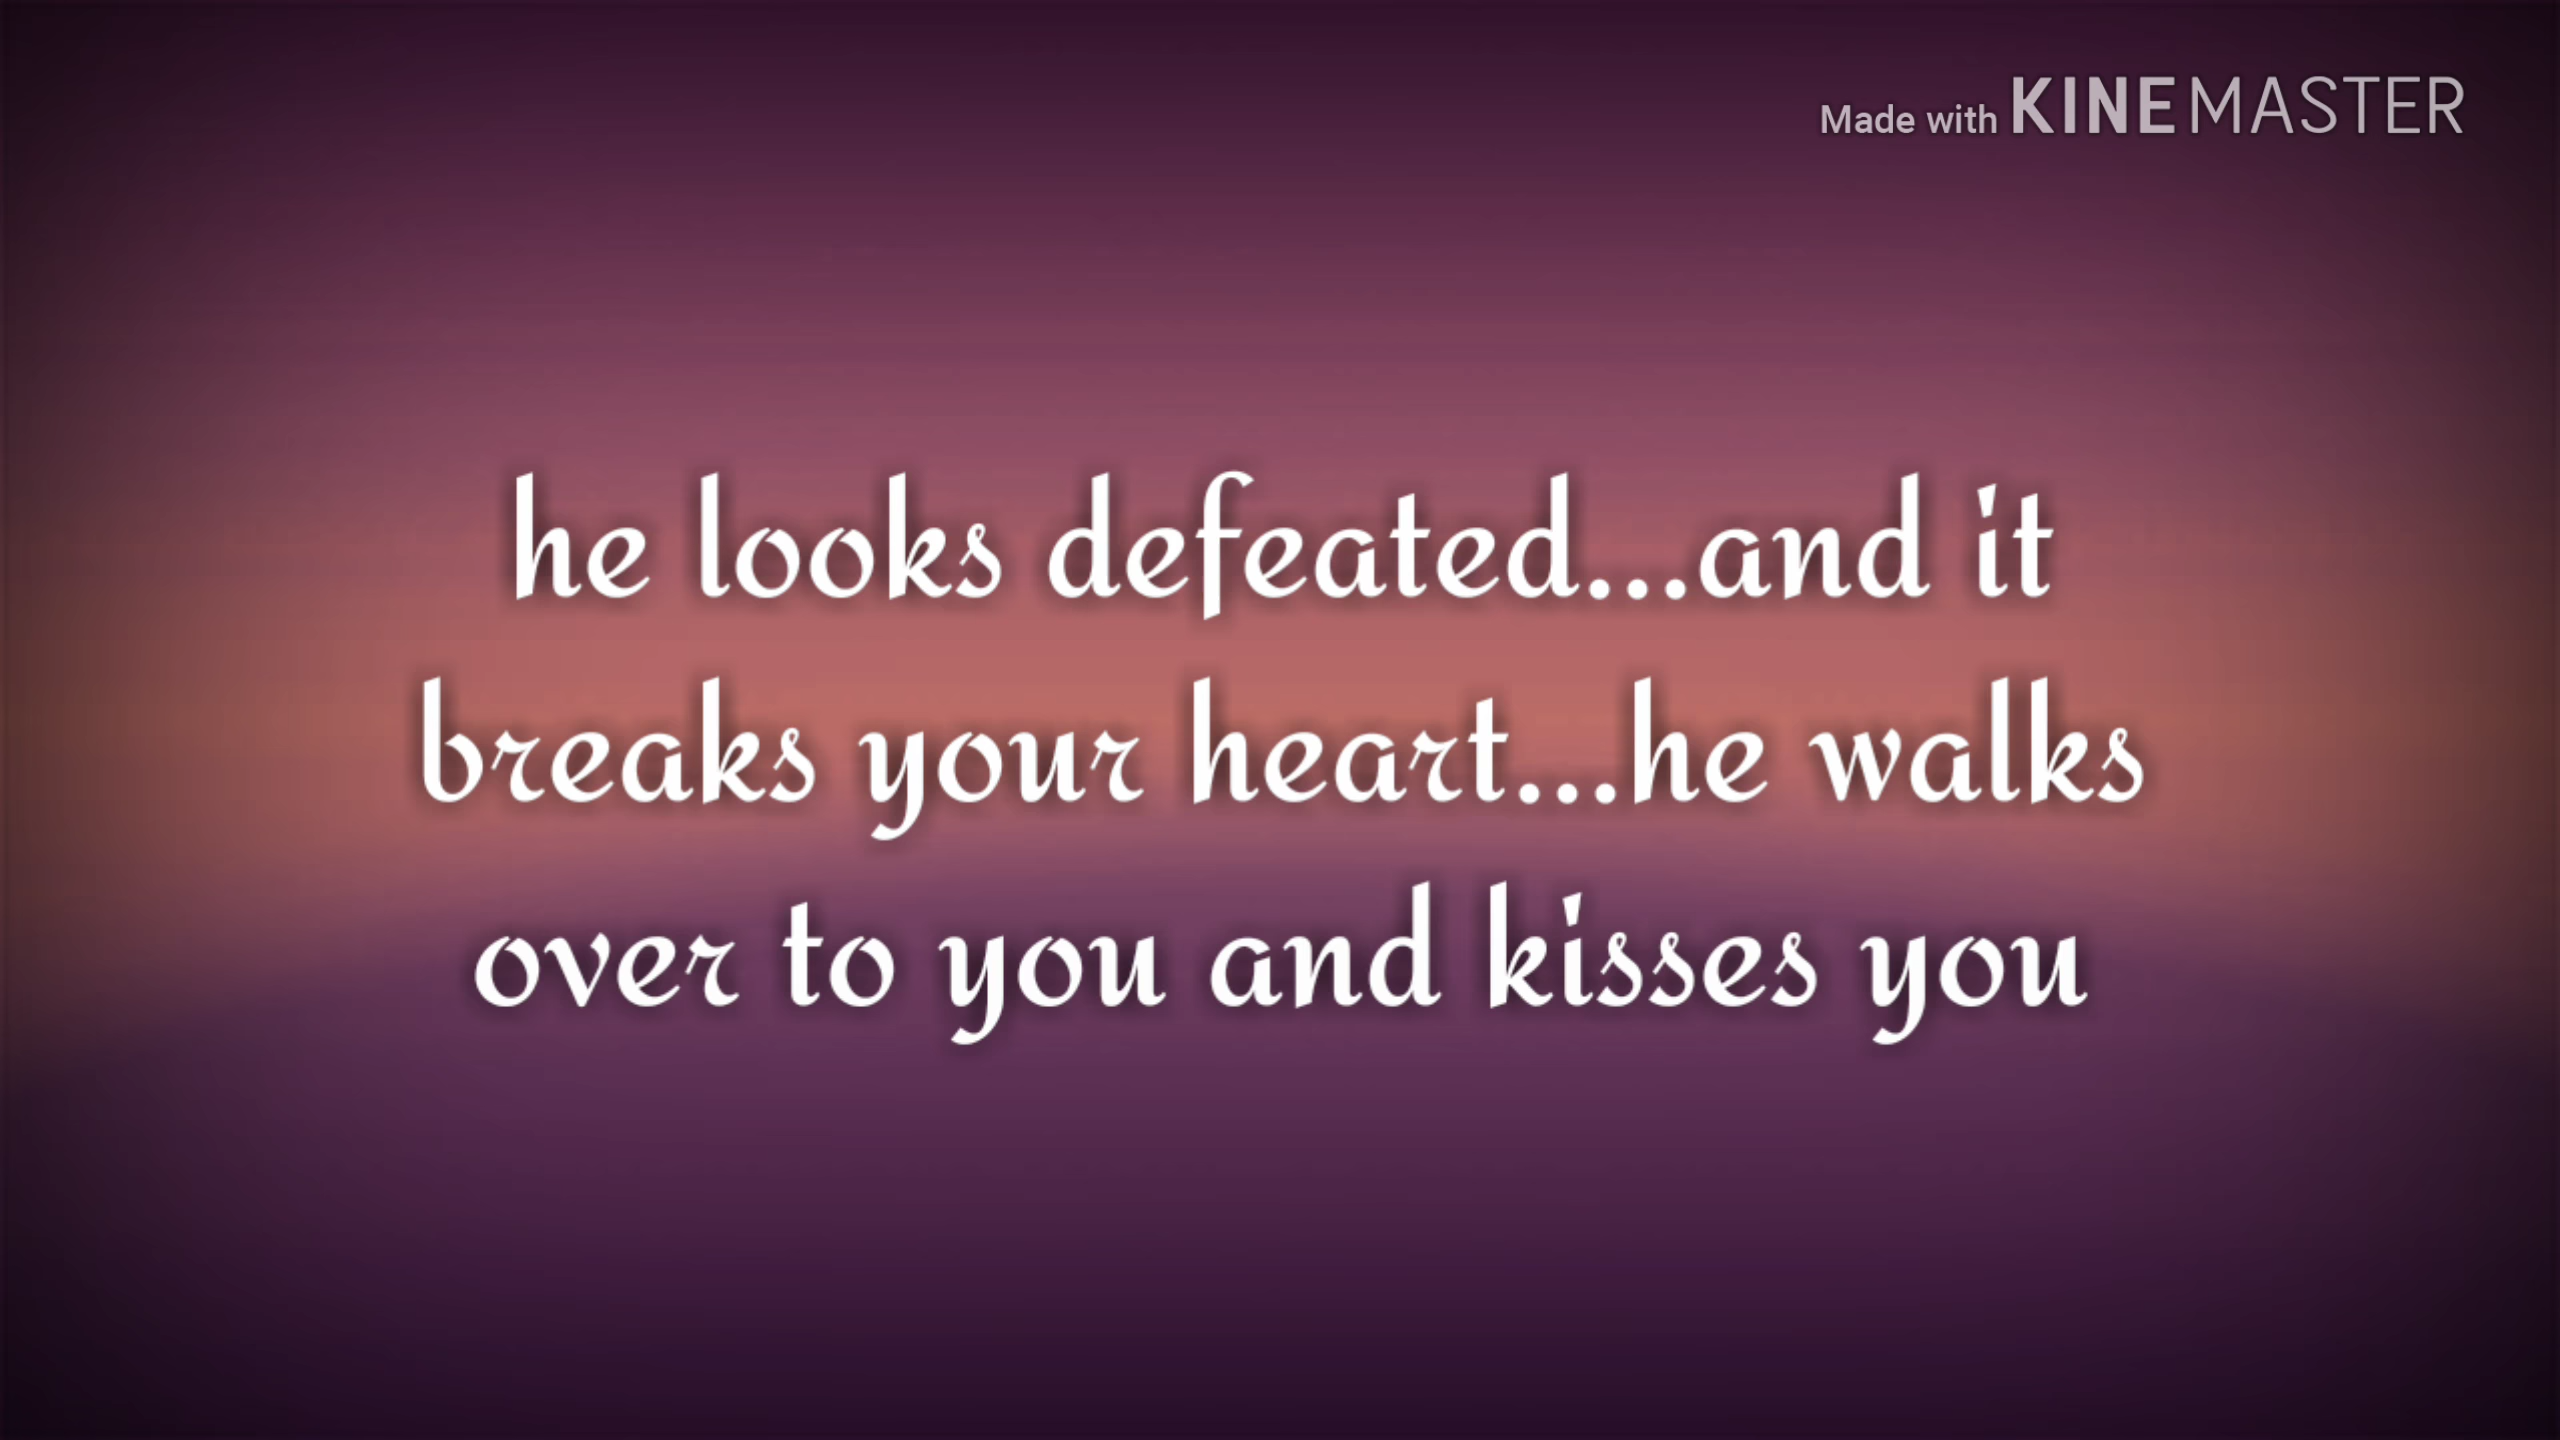 Made with KINEMASTER
he looks defeated...and it
breaks your heart...he walks
over to you and kisses you